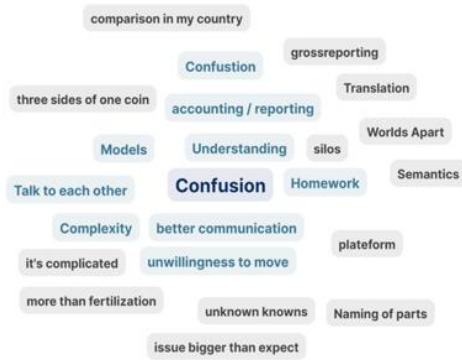 comparison in my country
grossreporting
Confustion
Translation
three sides of one coin
accounting / reporting
Worlds Apart
Models
Understanding
silos
Semantics
Talk to each other
Confusion
Homework
Complexity
better communication
plateform
it's complicated
unwillingness to move
more than fertilization
unknown knowns
Naming of parts
issue bigger than expect